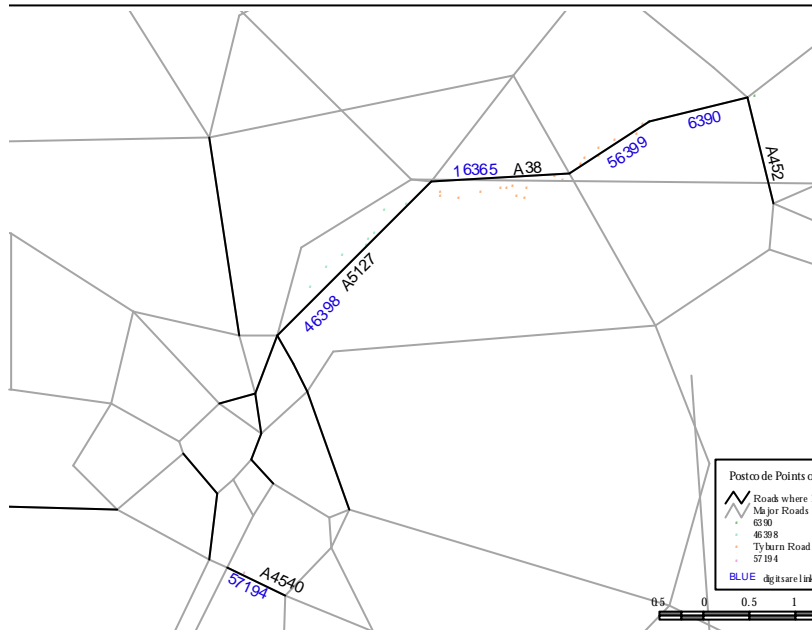 6390
16365 A38
56399
A452
A5127
46398
Postcode Points o
Roads where
Major Roads
6390
46398
Tyburn Road
57194
BLUE digits are link
A4540
57194
0.5 0 0.5 1